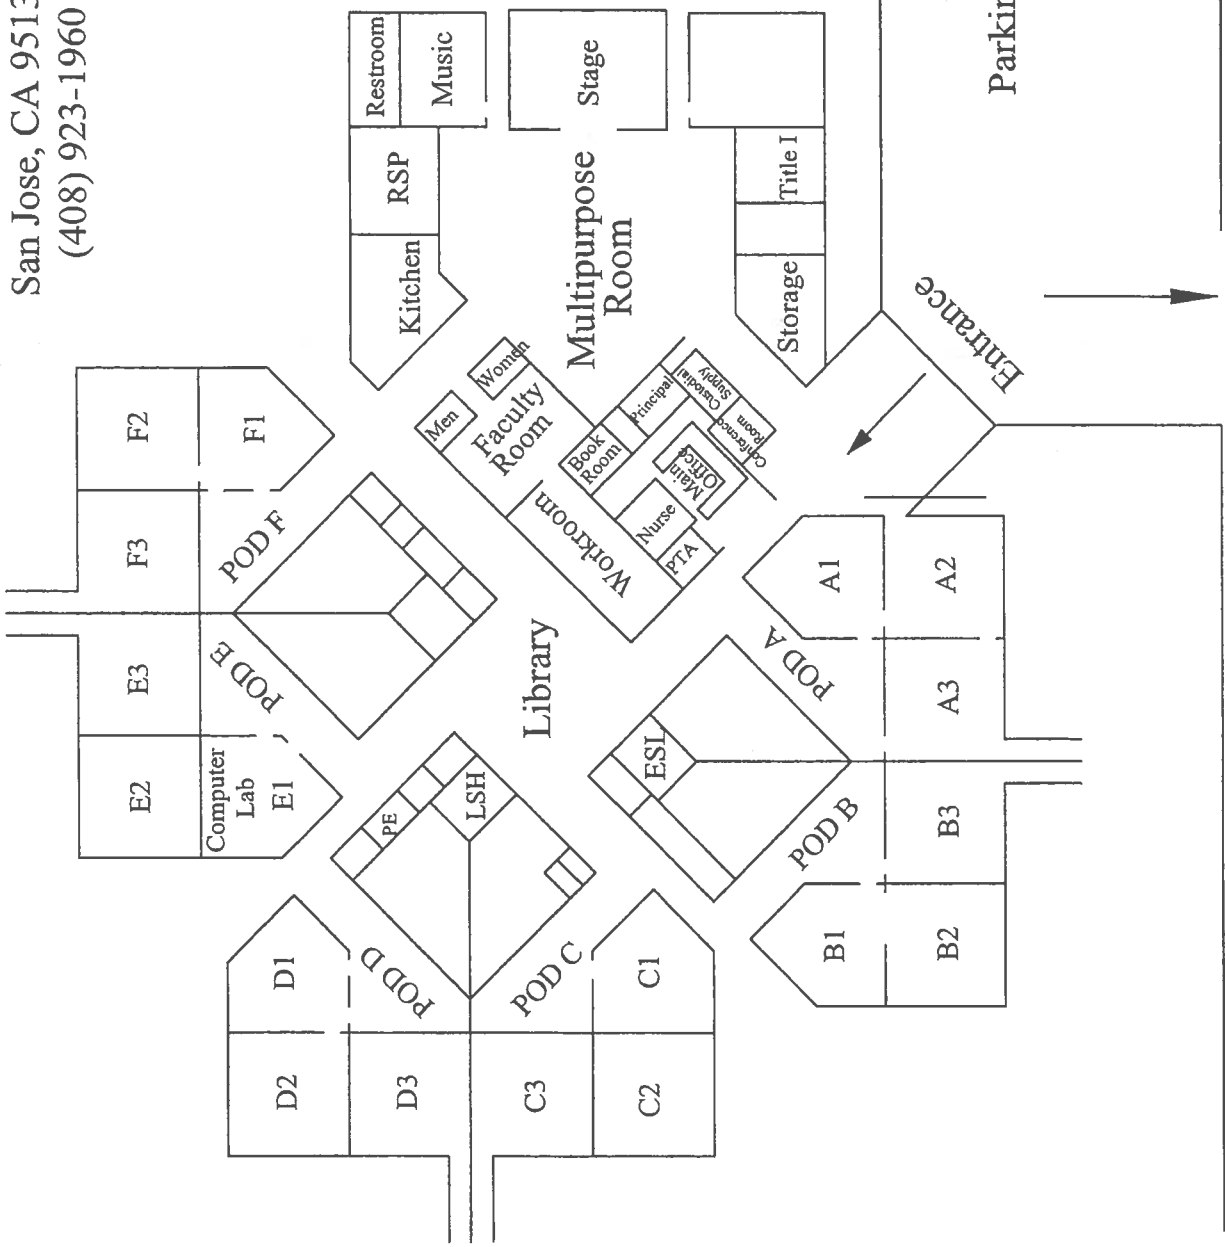 San Jose, CA 9513
(408) 923-1960
Restroom
Music
Stage
RSP
Kitchen
Multipurpose
Room
Title I
Storage
Parkin
Entrance
F2
F1
F3
POD F
Men
Women
Faculty
Room
Book
Room
Principal
Custodial
Supply
Conference
Room
Main
Office
Nurse
PTA
Workroom
Library
E3
POD E
E2
Computer
Lab
E1
PE
LSH
ESL
A1
A2
POD A
A3
POD B
B3
B1
B2
D1
POD D
D2
D3
POD C
C1
C3
C2